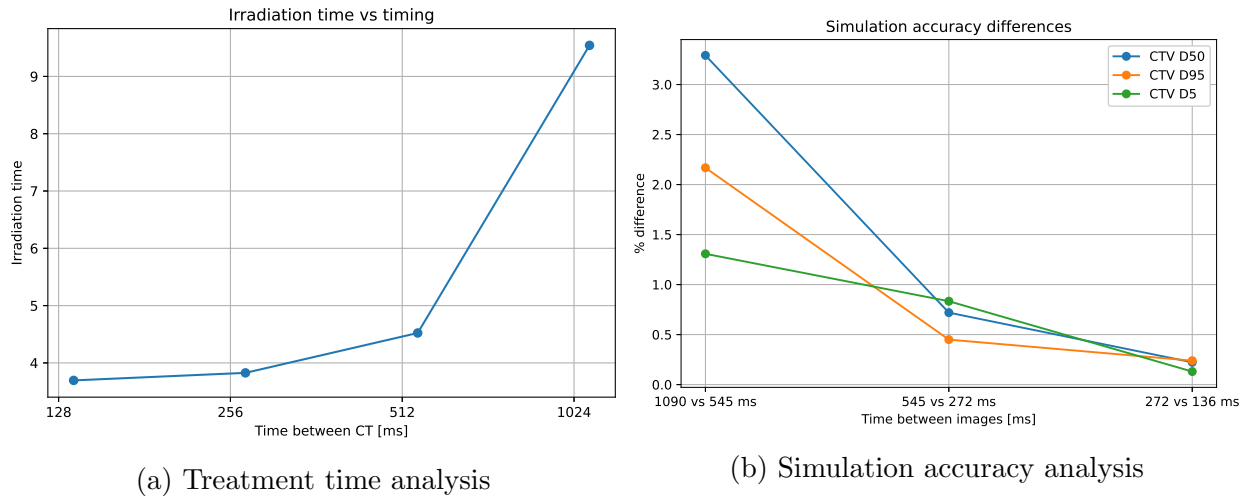 Irradiation time vs timing
Irradiation time
9
8
7
6
5
4
128
256
512
1024
Time between CT [ms]
(a) Treatment time analysis
Simulation accuracy differences
CTV D50
CTV D95
CTV D5
% difference
3.0
2.5
2.0
1.5
1.0
0.5
0.0
1090 vs 545 ms
545 vs 272 ms
272 vs 136 ms
Time between images [ms]
(b) Simulation accuracy analysis